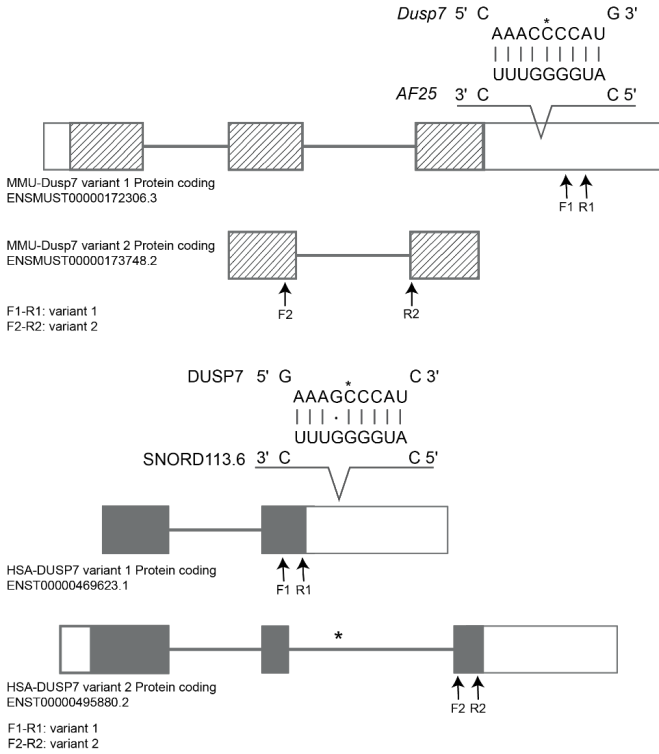 Dusp7 5' C G 3'
*
AAACCCCAU
UUUGGGGUA
AF25 3' C C 5'
MMU-Dusp7 variant 1 Protein coding
ENSMUST00000172306.3
F1 R1
MMU-Dusp7 variant 2 Protein coding
ENSMUST00000173748.2
F1-R1: variant 1
F2-R2: variant 2
F2 R2
DUSP7 5' G C 3'
*
AAAGCCCAU
UUUGGGGUA
SNORD113.6 3' C C 5'
HSA-DUSP7 variant 1 Protein coding
ENST00000469623.1
F1 R1
*
HSA-DUSP7 variant 2 Protein coding
ENST00000495880.2
F2 R2
F1-R1: variant 1
F2-R2: variant 2